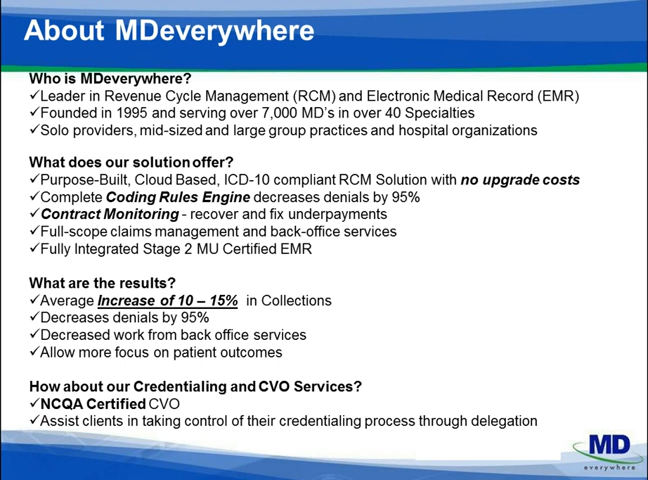 About MDeverywhere
Who is MDeverywhere?
✓Leader in Revenue Cycle Management (RCM) and Electronic Medical Record (EMR)
✓Founded in 1995 and serving over 7,000 MD's in over 40 Specialties
✓Solo providers, mid-sized and large group practices and hospital organizations
What does our solution offer?
✓Purpose-Built, Cloud Based, ICD-10 compliant RCM Solution with no upgrade costs
✓Complete Coding Rules Engine decreases denials by 95%
✓Contract Monitoring - recover and fix underpayments
✓Full-scope claims management and back-office services
✓Fully Integrated Stage 2 MU Certified EMR
What are the results?
✓Average Increase of 10 – 15% in Collections
✓Decreases denials by 95%
✓Decreased work from back office services
✓Allow more focus on patient outcomes
How about our Credentialing and CVO Services?
✓NCQA Certified CVO
✓Assist clients in taking control of their credentialing process through delegation
MD
everywhere